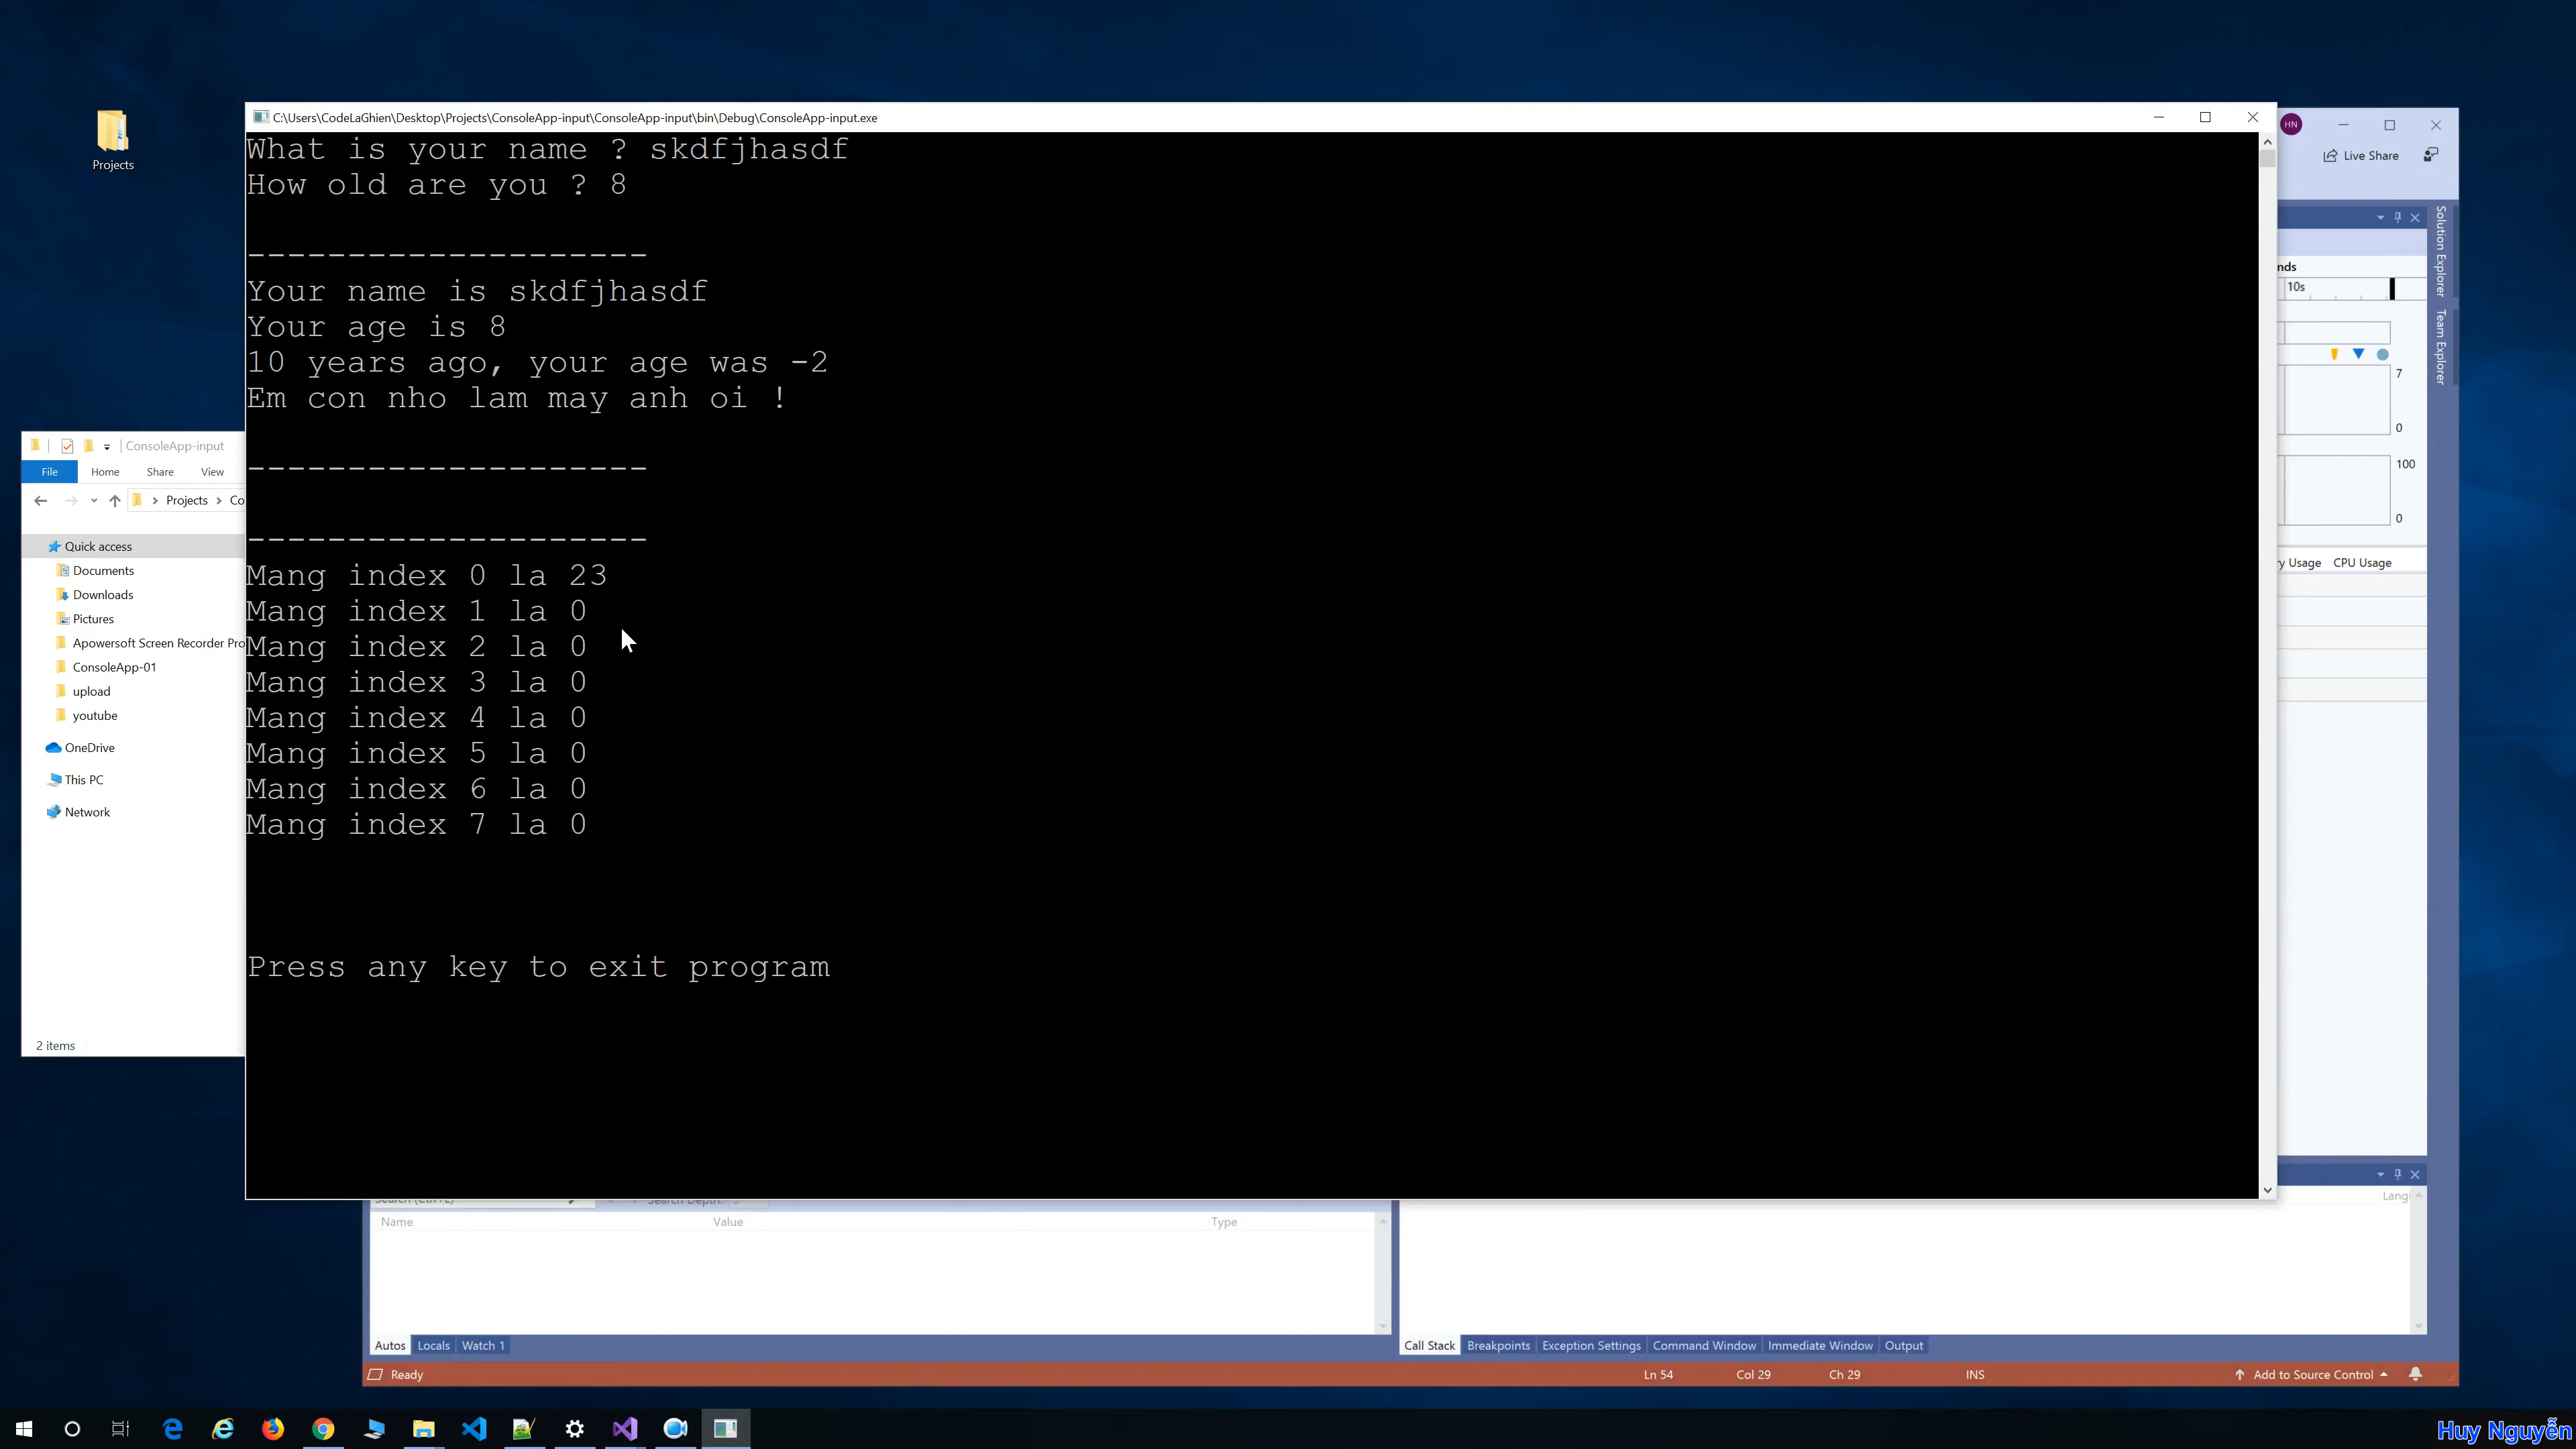 Projects
C:\Users\CodeLaGhien\Desktop\Projects\ConsoleApp-input\ConsoleApp-input\bin\Debug\ConsoleApp-input.exe
What is your name ? skdfjhasdf
How old are you ? 8
--------------------
Your name is skdfjhasdf
Your age is 8
10 years ago, your age was -2
Em con nho lam may anh oi !
--------------------
--------------------
Mang index 0 la 23
Mang index 1 la 0
Mang index 2 la 0
Mang index 3 la 0
Mang index 4 la 0
Mang index 5 la 0
Mang index 6 la 0
Mang index 7 la 0
Press any key to exit program
ConsoleApp-input
File Home Share View
Projects Co
Quick access
Documents
Downloads
Pictures
Apowersoft Screen Recorder Pro
ConsoleApp-01
upload
youtube
OneDrive
This PC
Network
2 items
HN
Live Share
Solution Explorer
Team Explorer
nds
10s
7
0
100
0
ry Usage CPU Usage
Search Depth:
Lang
Name Value Type
Autos Locals Watch 1
Call Stack Breakpoints Exception Settings Command Window Immediate Window Output
Ready Ln 54 Col 29 Ch 29 INS Add to Source Control
Huy Nguyễn